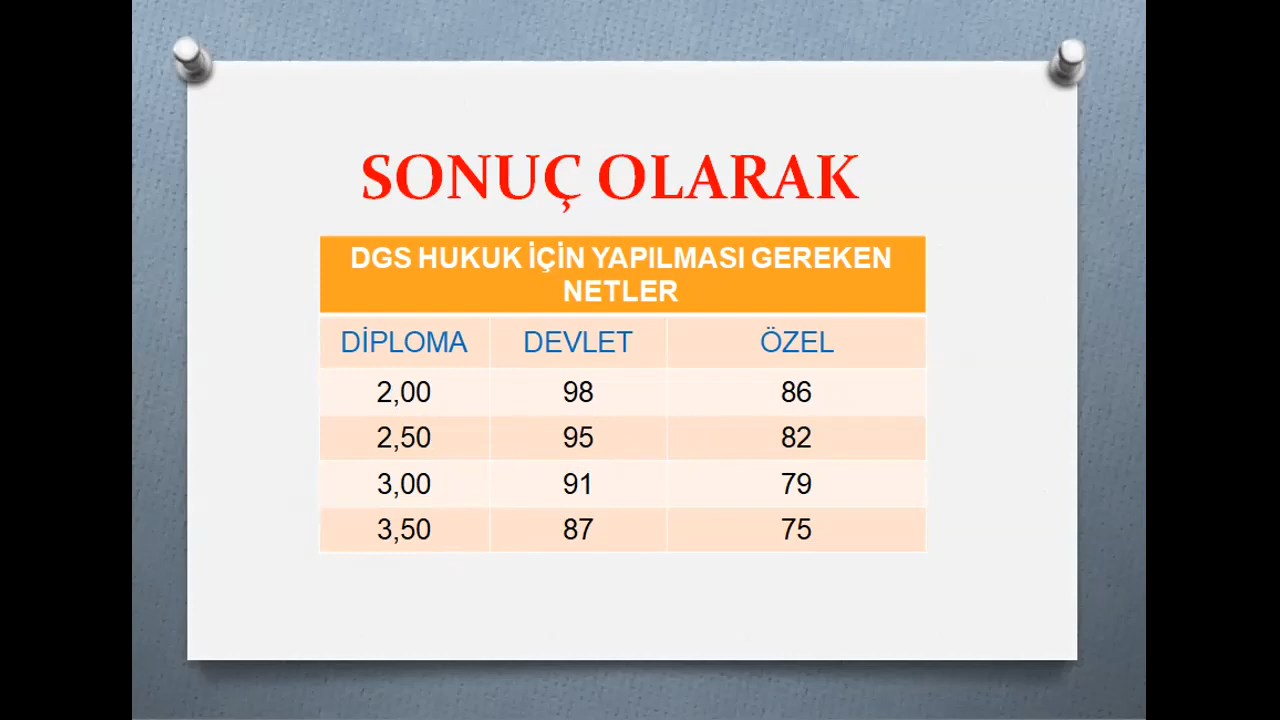 SONUÇ OLARAK
DGS HUKUK İÇİN YAPILMASI GEREKEN
NETLER
DİPLOMA DEVLET ÖZEL
2,00 98 86
2,50 95 82
3,00 91 79
3,50 87 75